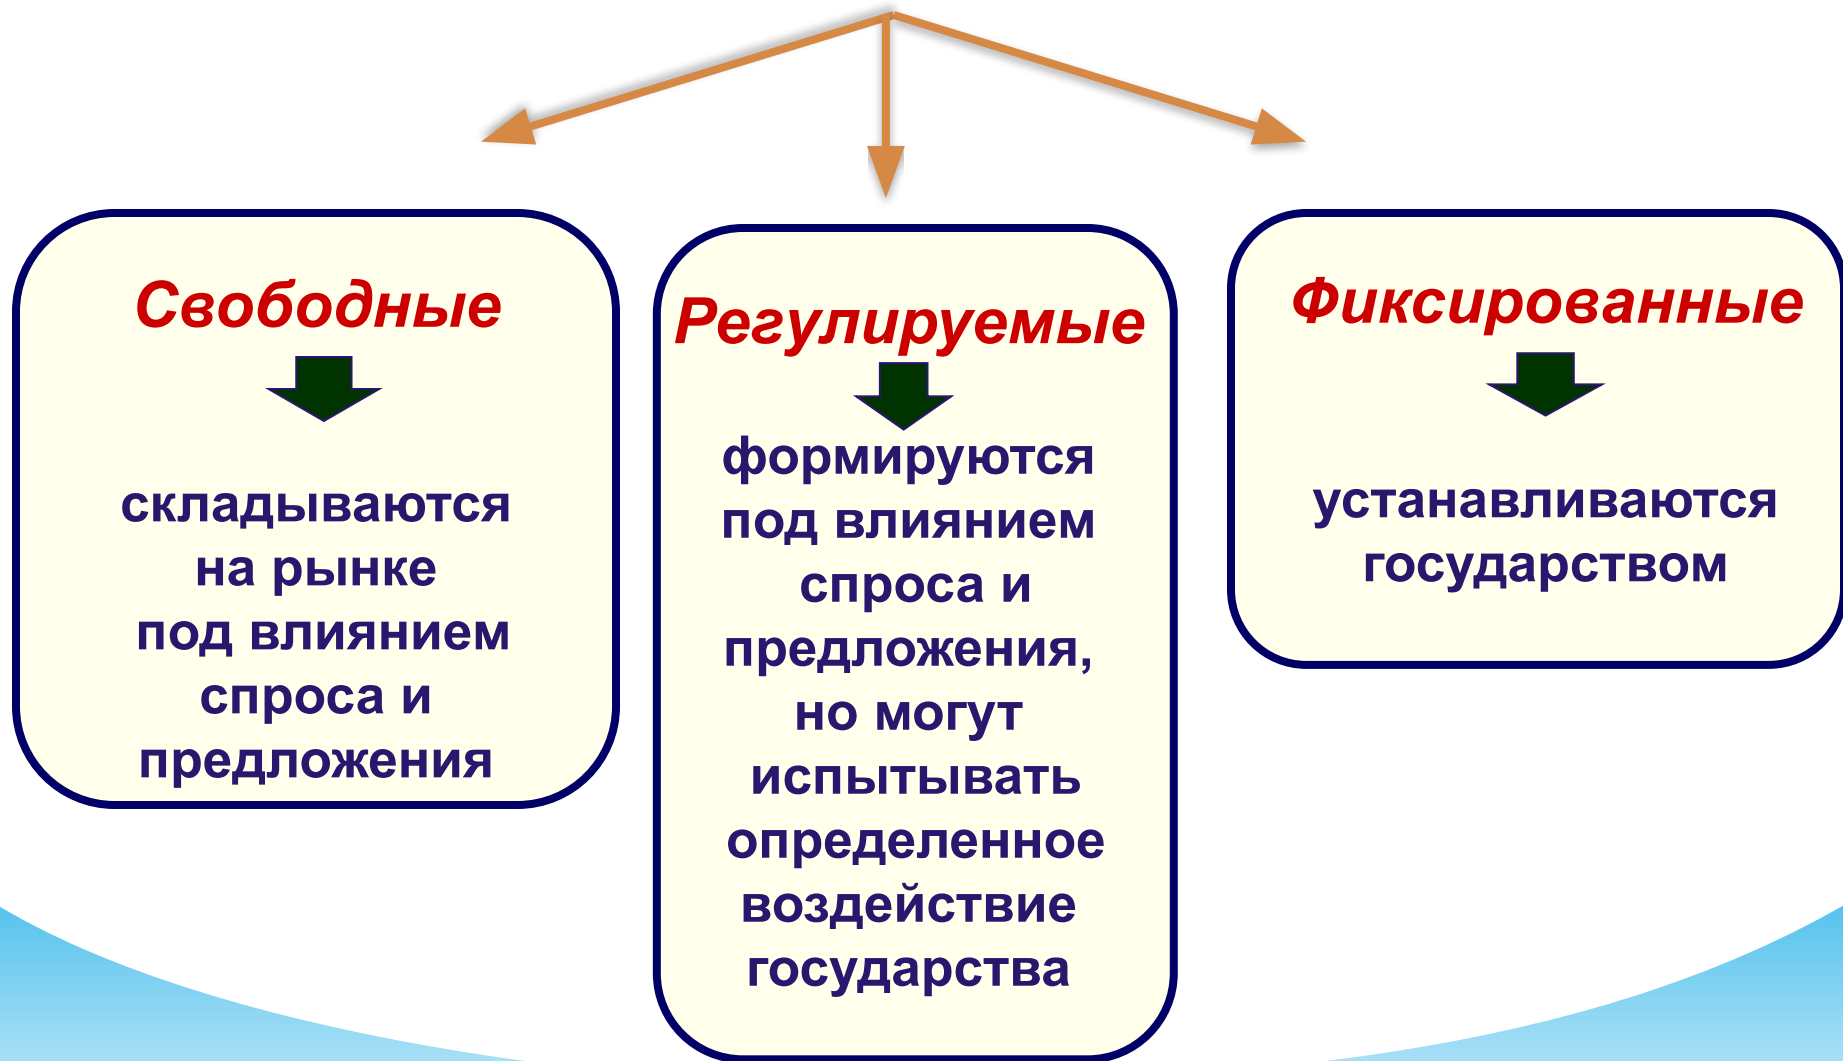 Свободные
складываются
на рынке
под влиянием
спроса и
предложения
Регулируемые
формируются
под влиянием
спроса и
предложения,
но могут
испытывать
определенное
воздействие
государства
Фиксированные
устанавливаются
государством